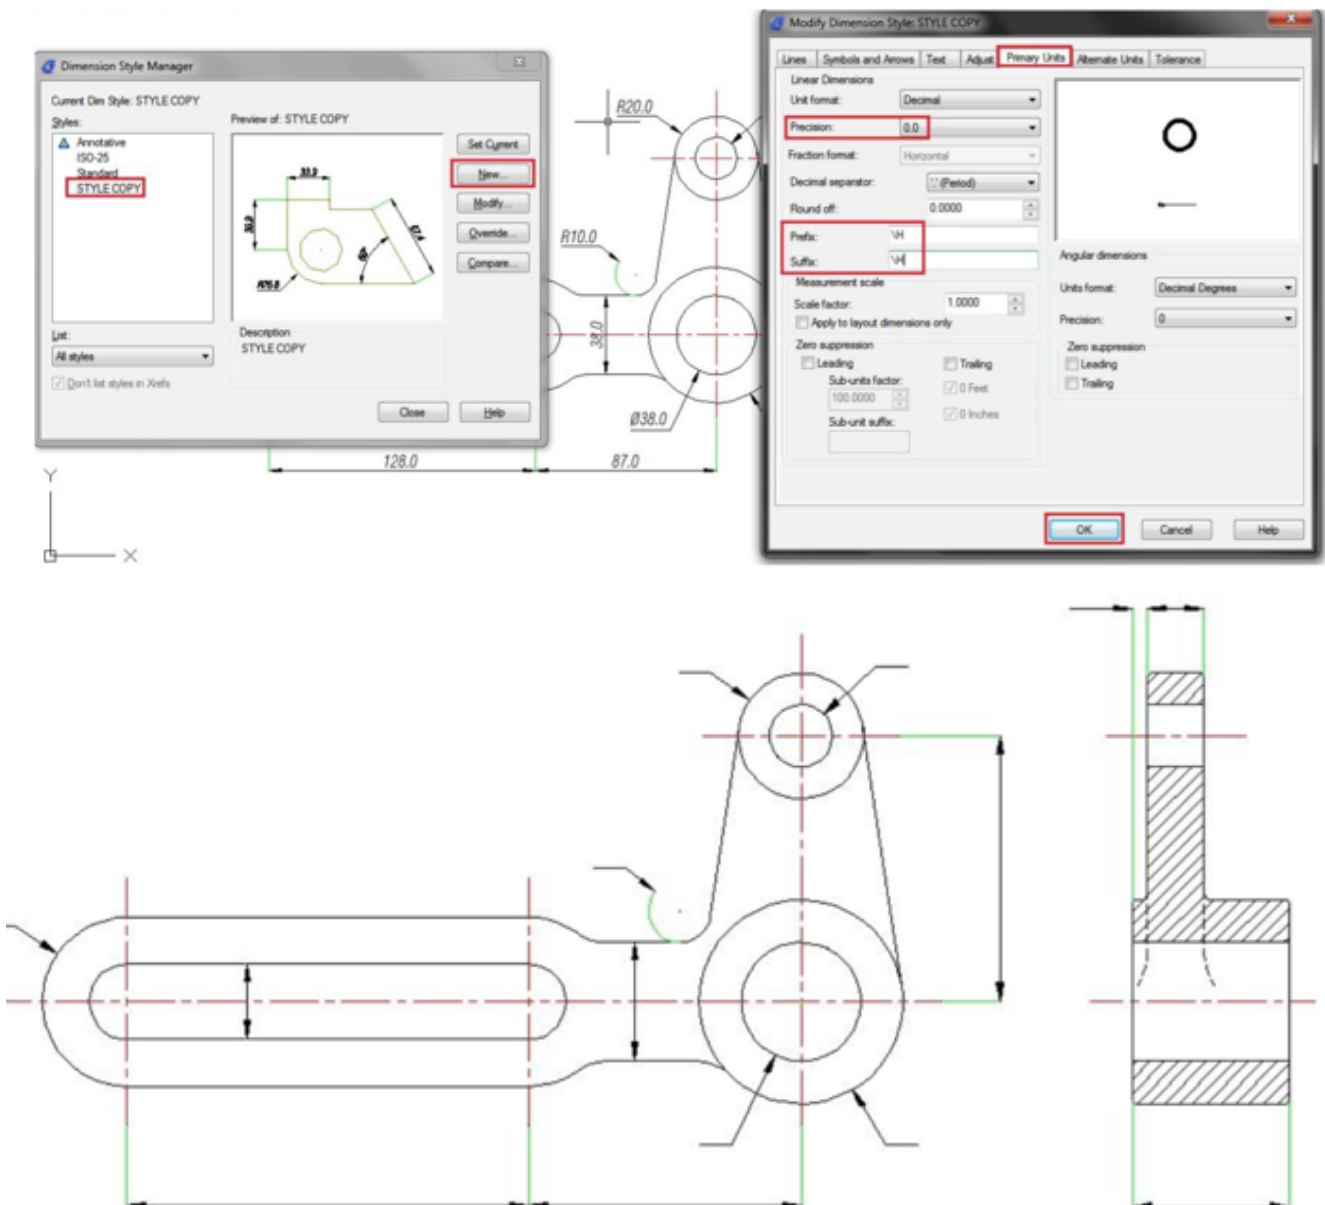 Dimension Style Manager
Current Dim Style: STYLE COPY
Styles:
Annotative
ISO-25
Standard
STYLE COPY
List:
All styles
Don't list styles in Xrefs
Preview of: STYLE COPY
Description
STYLE COPY
Set Current
New...
Modify...
Override...
Compare...
Close
Help
R20.0
R10.0
38.0
Ø38.0
128.0
87.0
Y
X
Modify Dimension Style: STYLE COPY
Lines
Symbols and Arrows
Text
Adjust
Primary Units
Alternate Units
Tolerance
Linear Dimensions
Unit format:
Decimal
Precision:
0.0
Fraction format:
Horizontal
Decimal separator:
'.' (Period)
Round off:
0.0000
Prefix:
\H
Suffix:
\H
Measurement scale
Scale factor:
1.0000
Apply to layout dimensions only
Zero suppression
Leading
Trailing
Sub-units factor:
100.0000
0 Feet
0 Inches
Sub-unit suffix:
Angular dimensions
Units format:
Decimal Degrees
Precision:
0
Zero suppression
Leading
Trailing
OK
Cancel
Help